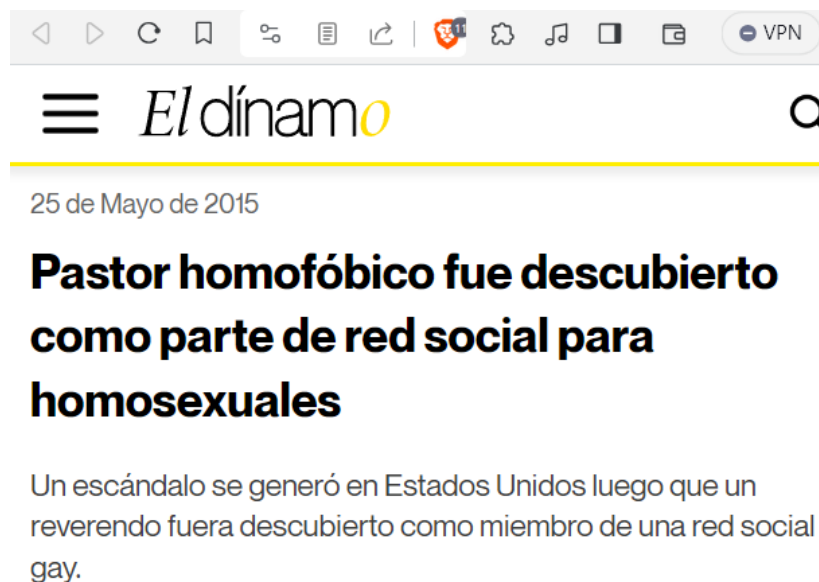 VPN
El dínamo
25 de Mayo de 2015
Pastor homofóbico fue descubierto
como parte de red social para
homosexuales
Un escándalo se generó en Estados Unidos luego que un
reverendo fuera descubierto como miembro de una red social
gay.